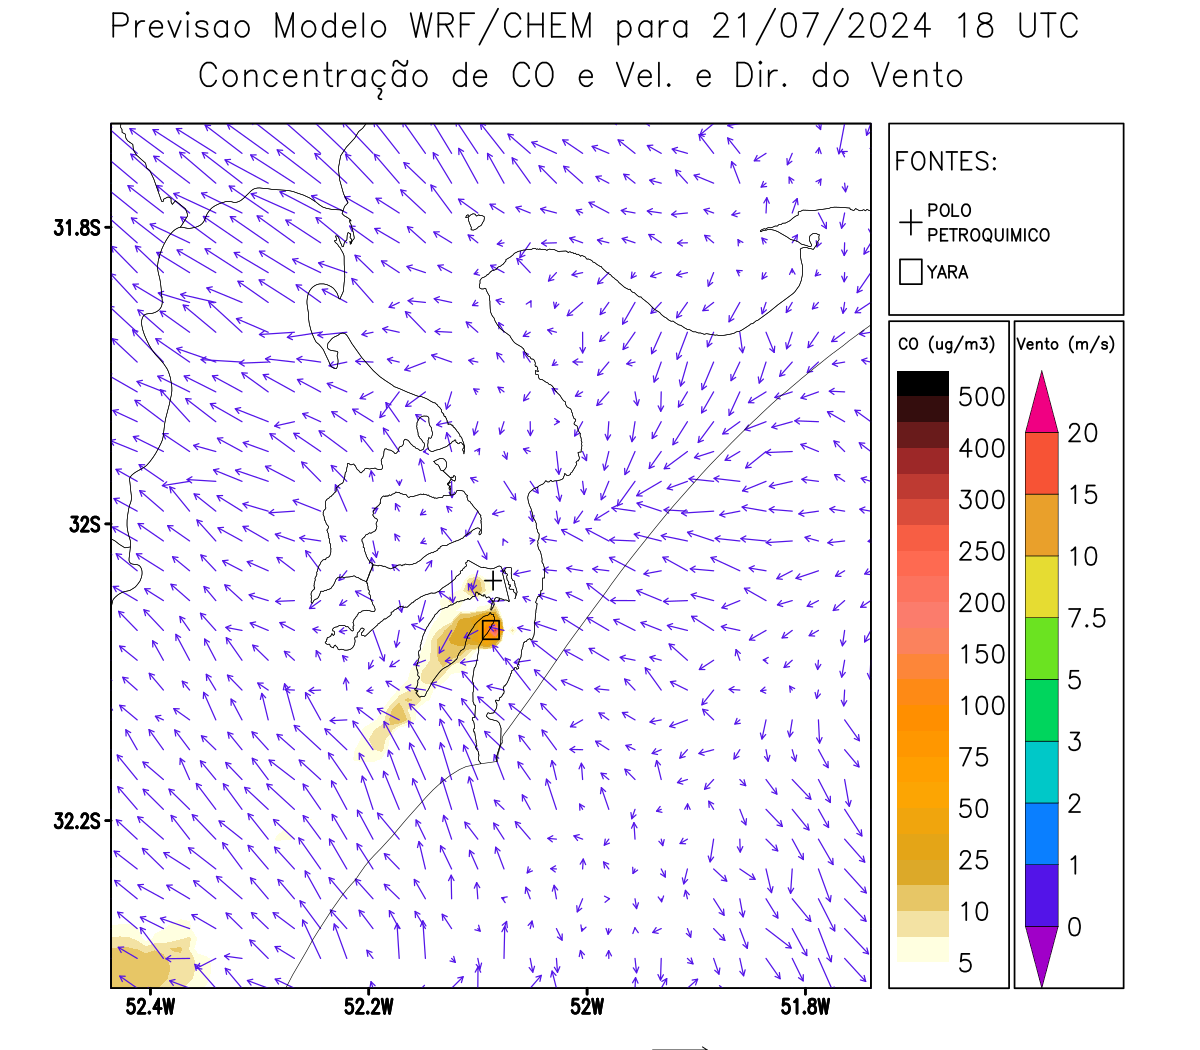 Previsao Modelo WRF/CHEM para 21/07/2024 18 UTC
Concentração de CO e Vel. e Dir. do Vento
FONTES:
POLO
PETROQUIMICO
YARA
CO (ug/m3)
500
400
300
250
200
150
100
75
50
25
10
5
Vento (m/s)
20
15
10
7.5
5
3
2
1
0
31.8S
32S
32.2S
52.4W
52.2W
52W
51.8W